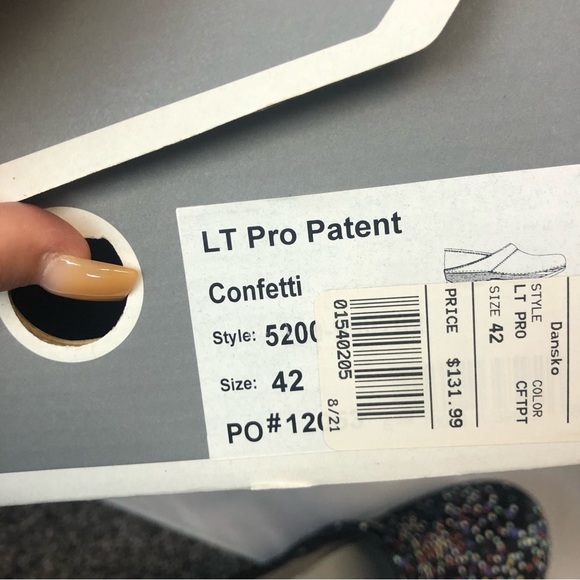 LT Pro Patent
Confetti
Style: 5200
Size: 42
PO#120
Dansko
STYLE COLOR
LT PRO CFTPT
SIZE 42
PRICE $131.99
01540205
8/21